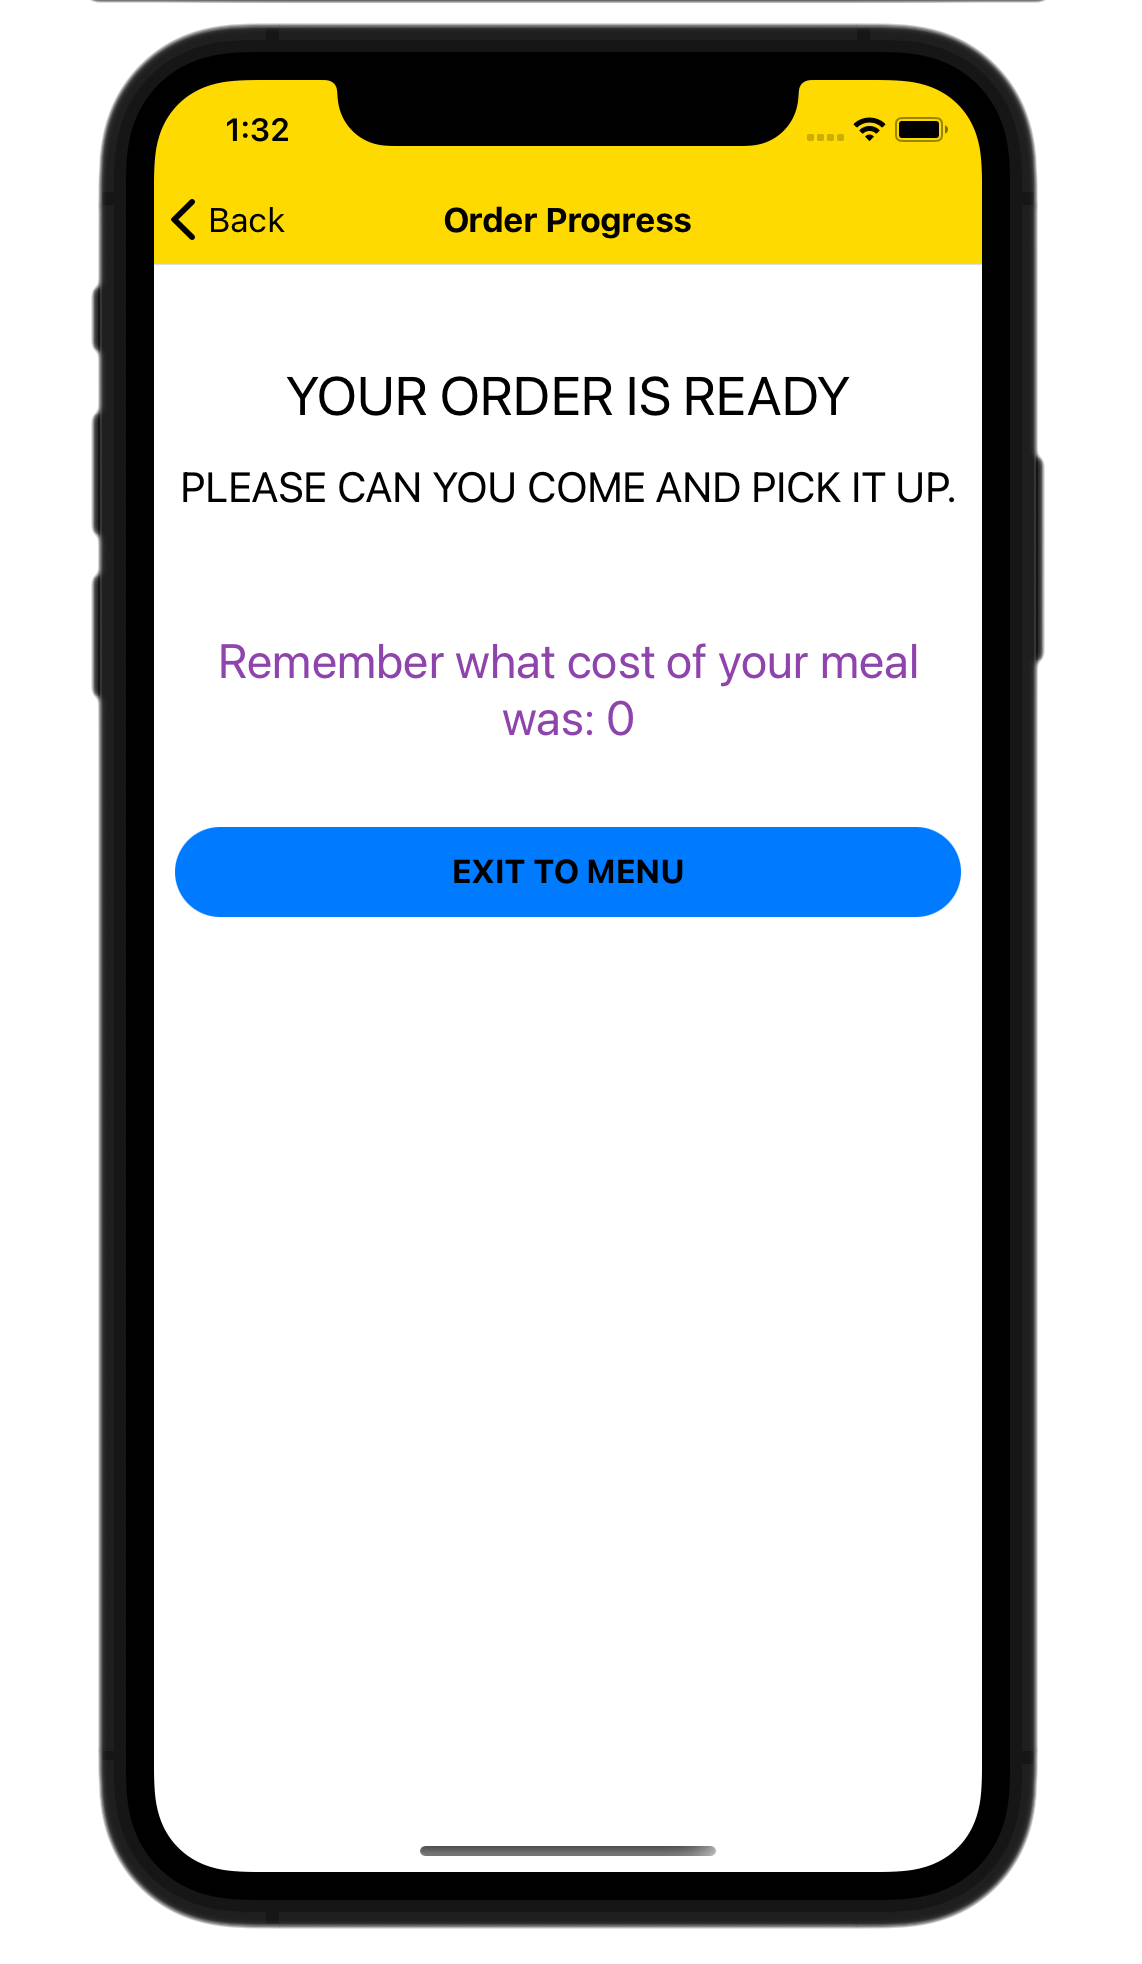 1:32
Back
Order Progress
YOUR ORDER IS READY
PLEASE CAN YOU COME AND PICK IT UP.
Remember what cost of your meal
was: 0
EXIT TO MENU